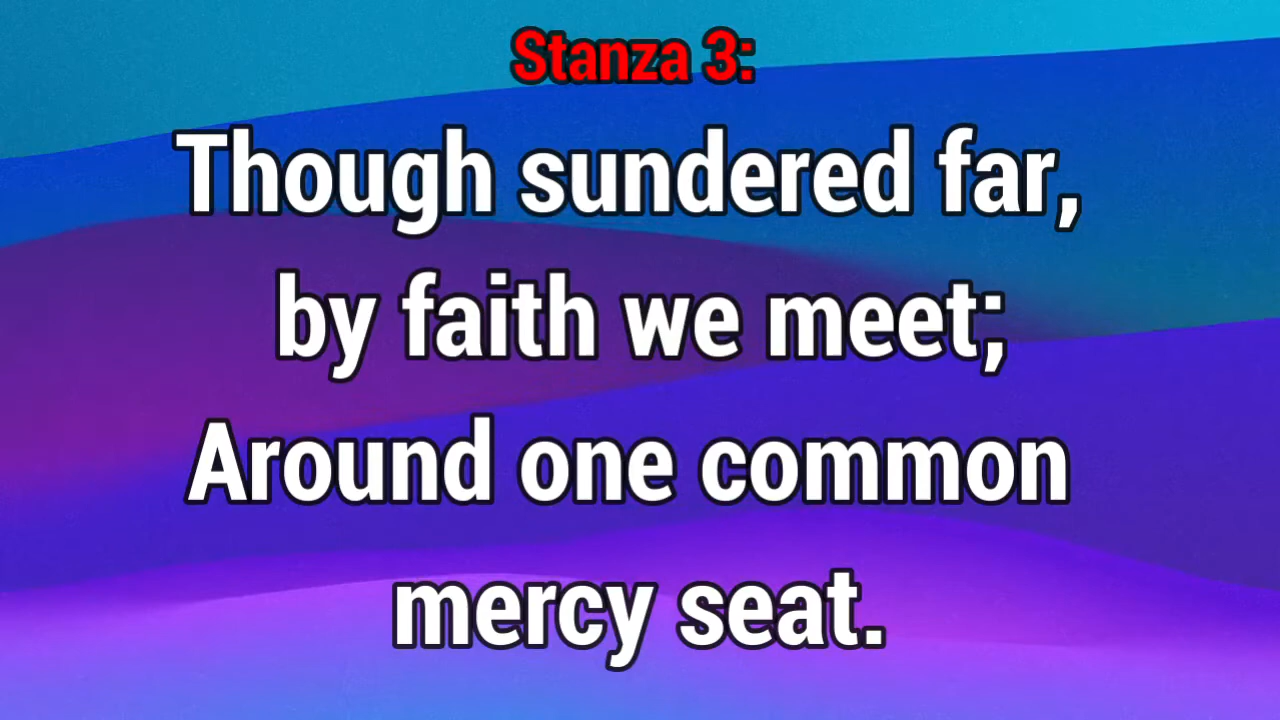 Stanza 3:
Though sundered far,
by faith we meet;
Around one common
mercy seat.